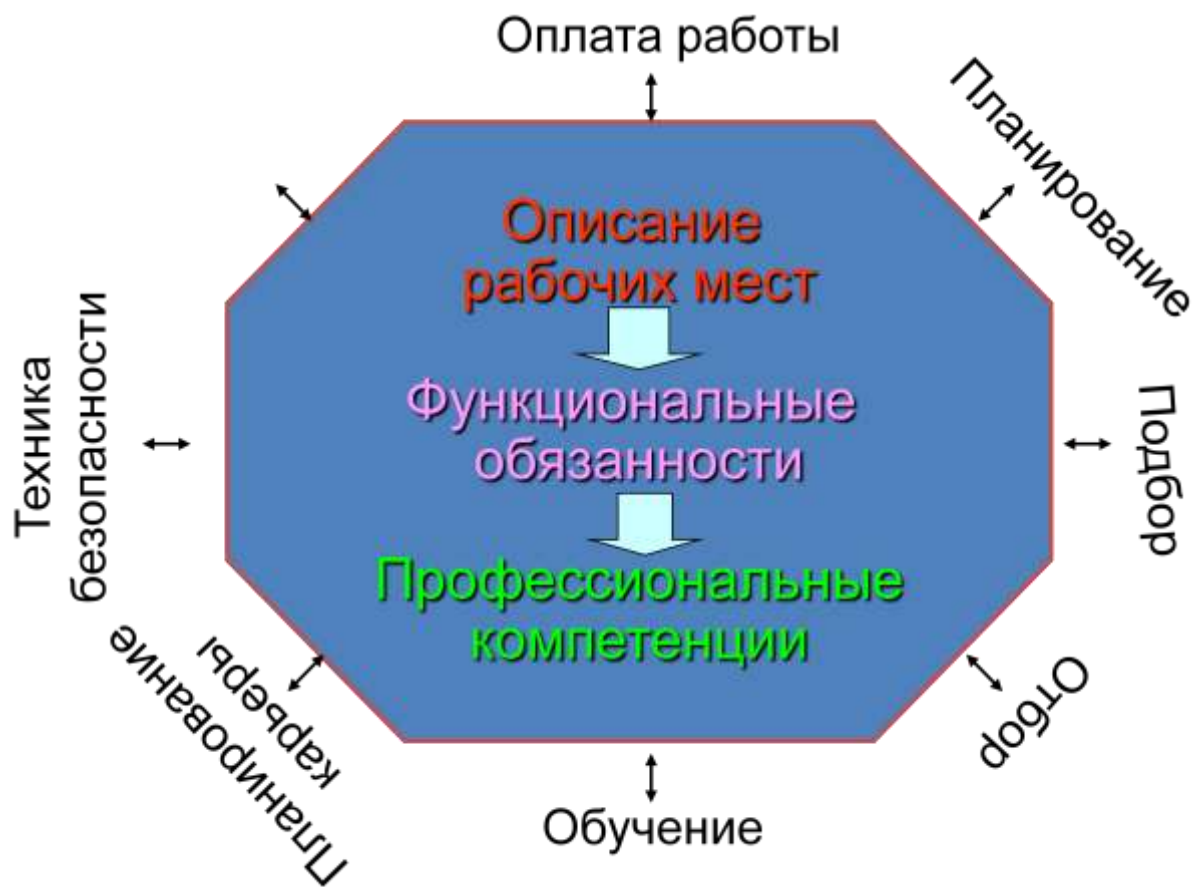 Оплата работы
Планирование
Описание
рабочих мест
Функциональные
обязанности
Профессиональные
компетенции
Подбор
Отбор
Обучение
Планирование
карьеры
Техника
безопасности